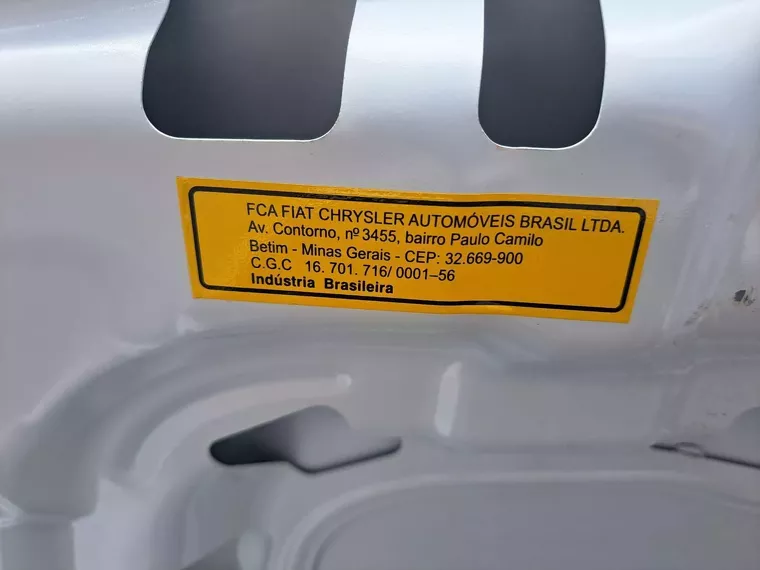 FCA FIAT CHRYSLER AUTOMÓVEIS BRASIL LTDA.
Av. Contorno, nº 3455, bairro Paulo Camilo
Betim - Minas Gerais - CEP: 32.669-900
C.G.C 16. 701. 716/ 0001–56
Indústria Brasileira